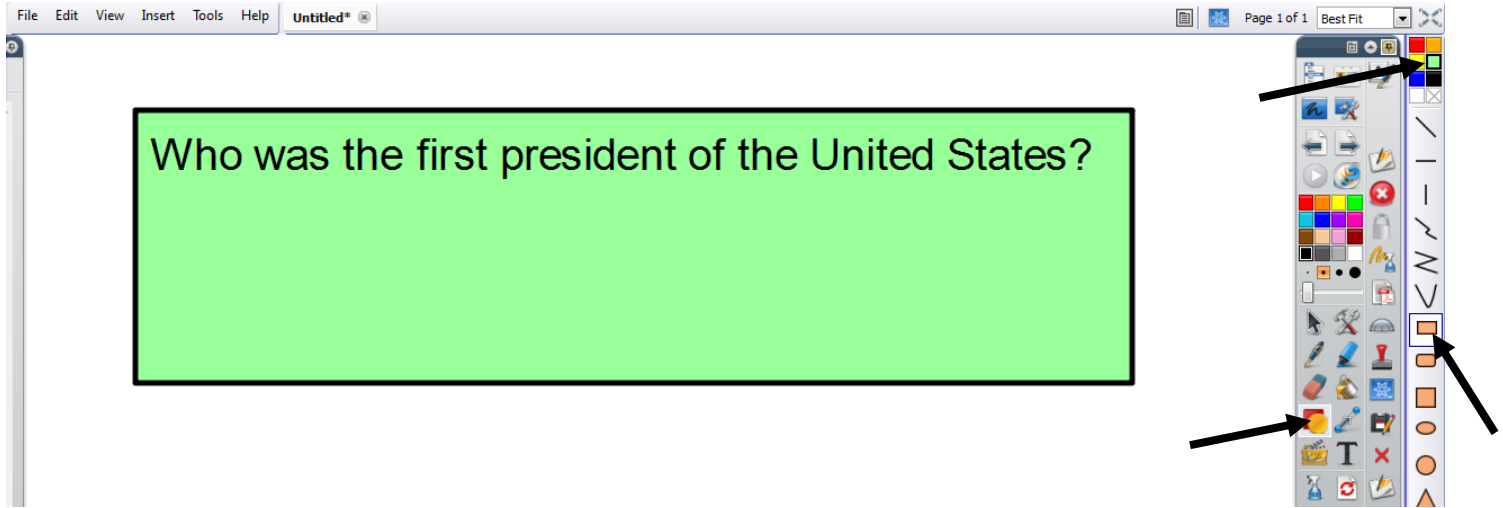 File Edit View Insert Tools Help Untitled* Page 1 of 1 Best Fit
Who was the first president of the United States?
T